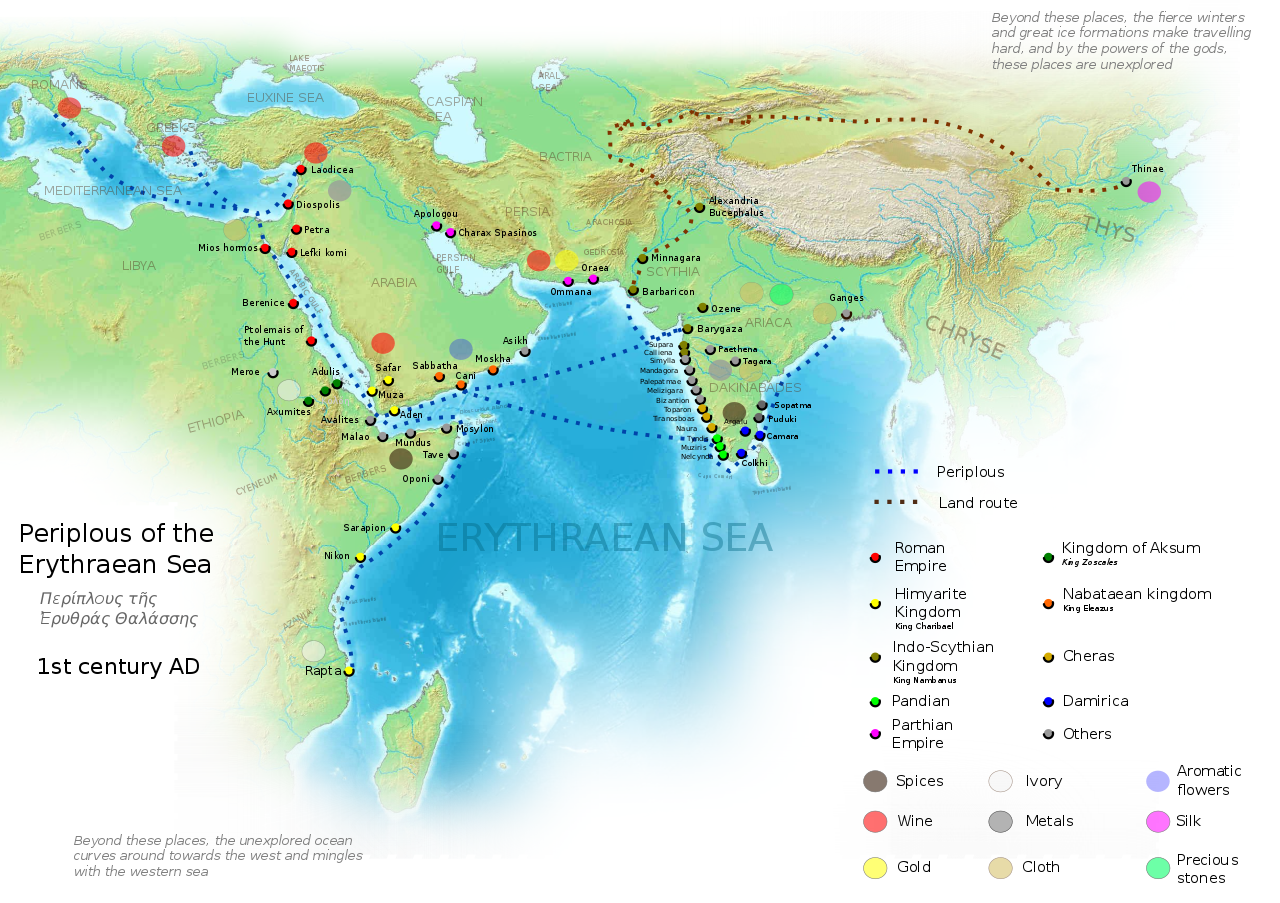 Beyond these places, the fierce winters
and great ice formations make travelling
hard, and by the powers of the gods,
these places are unexplored
LAKE
MAEOTIS
ROMANS
EUXINE SEA
CASPIAN
SEA
ARAL
SEA
GREEKS
BACTRIA
Laodicea
Thinae
MEDITERRANEAN SEA
Diospolis
Apologou
PERSIA
Alexandria
Bucephalus
ARACHOSIA
BERBERS
Petra
Charax Spasinos
THYS
Mios hormos
Lefki komi
GEDROSIA
Minnagara
LIBYA
PERSIAN
GULF
Oraea
SCYTHIA
ARABIA
Ommana
Barbaricon
Ganges
Berenice
Ozene
ARIACA
CHRYSE
Ptolemais of
the Hunt
Barygaza
Asikh
Supara
Calliena
Paethena
BERBERS
Moskha
Simylla
Tagara
Meroe
Adulis
Safar
Sabbatha
Cani
Mandagora
Palepatmae
DAKINABADES
Axumites
Muza
Melizigara
Bizantion
ETHIOPIA
Aden
Toparon
Sopatma
Avalites
Tiranosboas
Argalu
Puduki
Malao
Mundus
Mosylon
Naura
Tyndis
Camara
Muziris
Tave
Nelcynda
Colkhi
BERBERS
CYENEUM
Oponi
Periplous
Land route
Sarapion
ERYTHRAEAN SEA
Nikon
Periplous of the
Erythraean Sea
Περίπλους τῆς
Ἐρυθράς Θαλάσσης
1st century AD
AZANIA
Rapta
Roman
Empire
Kingdom of Aksum
King Zoscales
Himyarite
Kingdom
King Charibael
Nabataean kingdom
King Eleazus
Indo-Scythian
Kingdom
King Nambanus
Cheras
Pandian
Damirica
Parthian
Empire
Others
Spices
Ivory
Aromatic
flowers
Wine
Metals
Silk
Gold
Cloth
Precious
stones
Beyond these places, the unexplored ocean
curves around towards the west and mingles
with the western sea